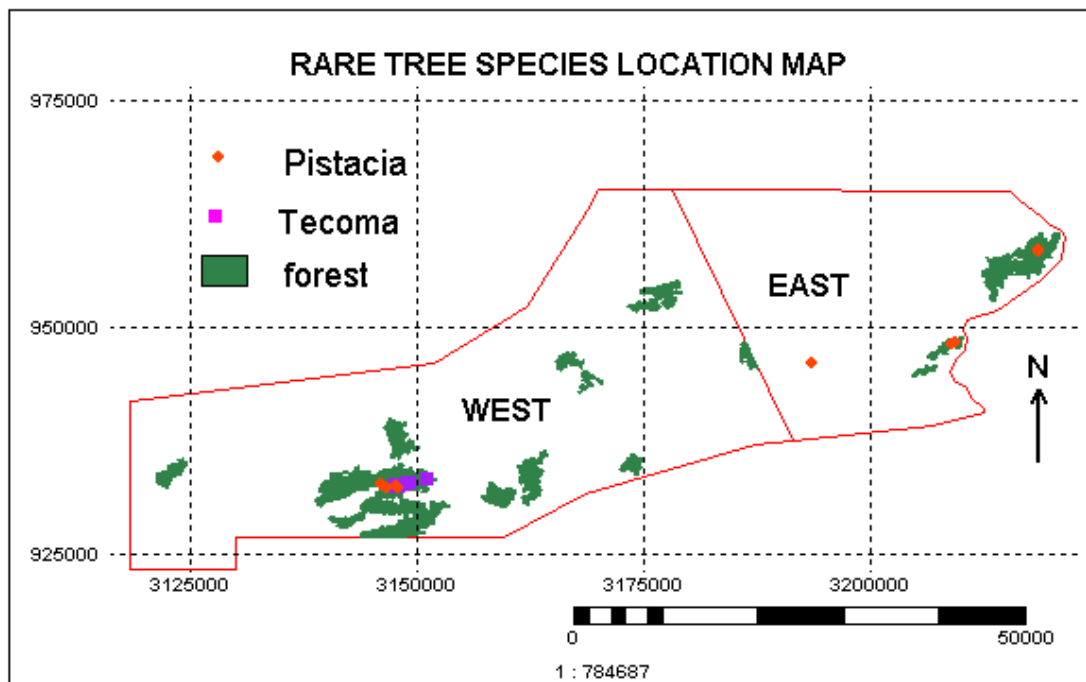 RARE TREE SPECIES LOCATION MAP
975000
Pistacia
Tecoma
forest
EAST
950000
N
WEST
925000
3125000
3150000
3175000
3200000
0
50000
1 : 784687